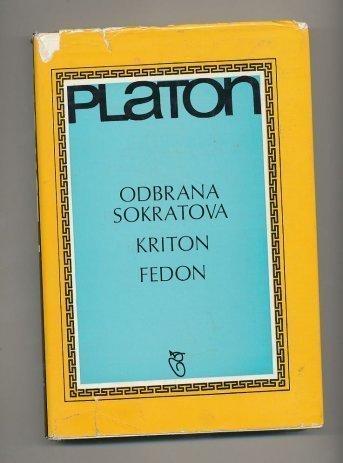 PLATON
ODBRANA
SOKRATOVA
KRITON
FEDON